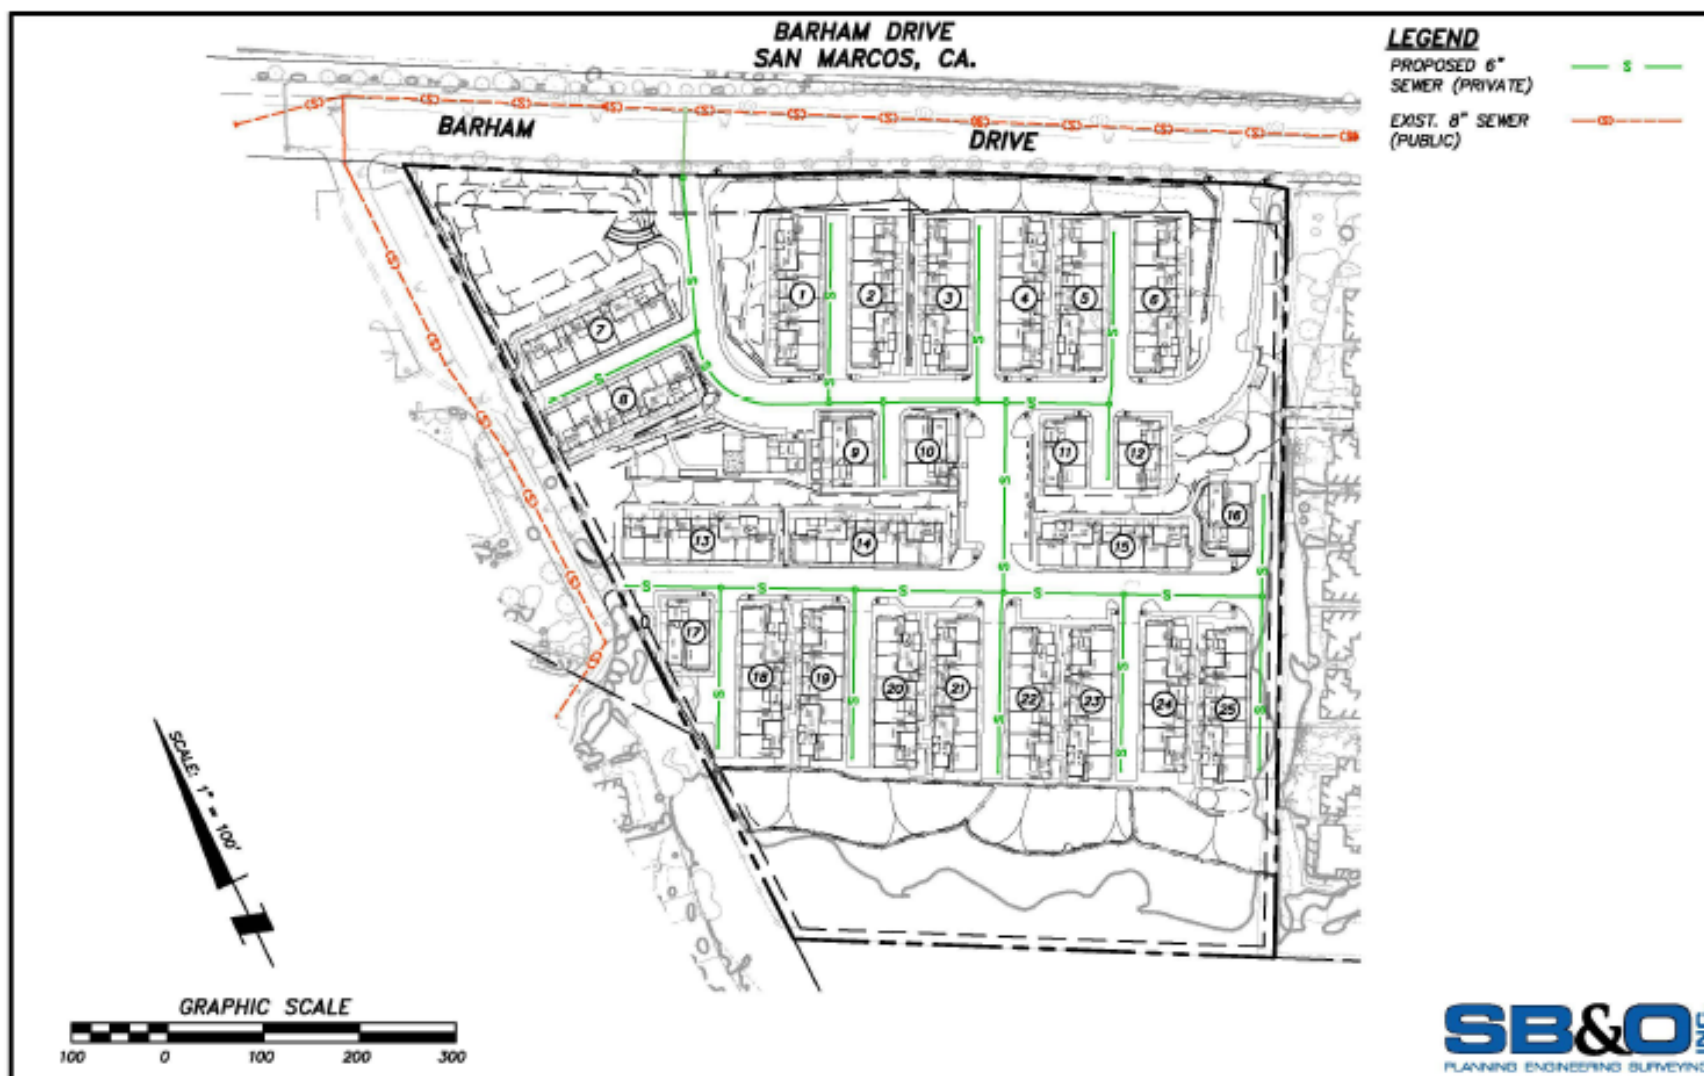 BARHAM DRIVE
SAN MARCOS, CA.
LEGEND
PROPOSED 6"
SEWER (PRIVATE)
S
EXIST. 8" SEWER
(PUBLIC)
(S)
BARHAM DRIVE
1 2 3 4 5 6
7
8
9 10 11 12
13 14 15 16
17 18 19 20 21 22 23 24 25
SCALE: 1" = 100'
GRAPHIC SCALE
100 0 100 200 300
SB&O INC
PLANNING ENGINEERING SURVEYING